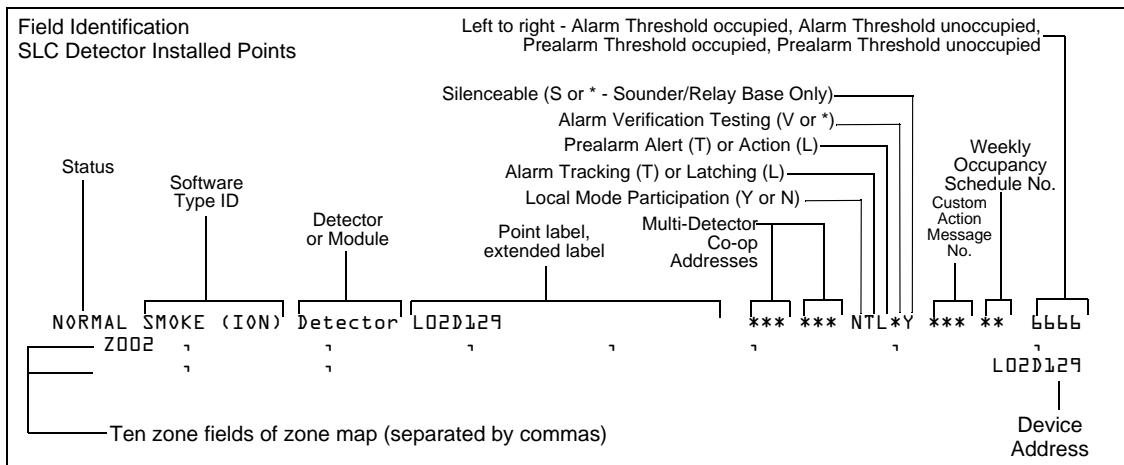 Field Identification
SLC Detector Installed Points
Left to right - Alarm Threshold occupied, Alarm Threshold unoccupied,
Prealarm Threshold occupied, Prealarm Threshold unoccupied
Silenceable (S or * - Sounder/Relay Base Only)
Alarm Verification Testing (V or *)
Prealarm Alert (T) or Action (L)
Alarm Tracking (T) or Latching (L)
Local Mode Participation (Y or N)
Weekly
Occupancy
Schedule No.
Status
Software
Type ID
Detector
or Module
Point label,
extended label
Multi-Detector
Co-op
Addresses
Custom
Action
Message
No.
NORMAL SMOKE (ION) Detector L02D129 *** *** NTL*Y *** ** 6666
Z002 , , , , , , ,
, , L02D129
Ten zone fields of zone map (separated by commas)
Device
Address